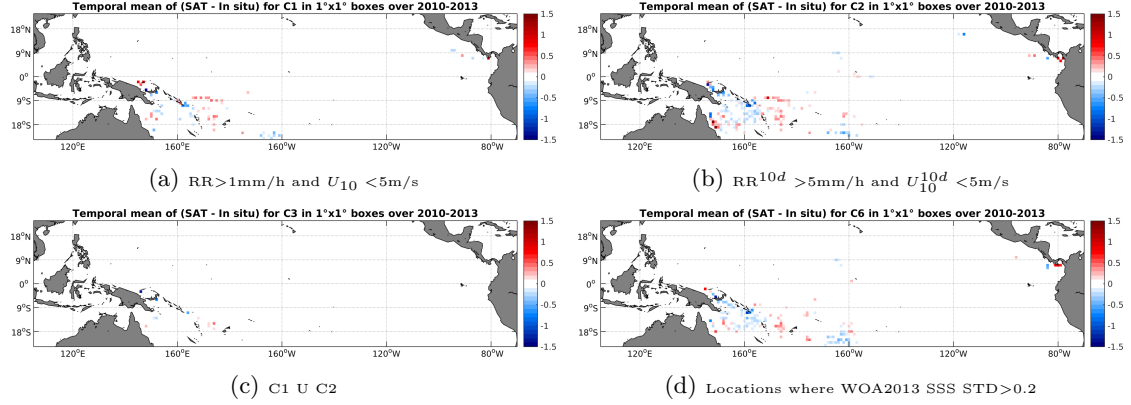 Temporal mean of (SAT - In situ) for C1 in 1°x1° boxes over 2010-2013
18°N
9°N
0°
9°S
18°S
120°E 160°E 160°W 120°W 80°W
1.5
1
0.5
0
-0.5
-1
-1.5
(a) RR>1mm/h and U10 <5m/s
Temporal mean of (SAT - In situ) for C2 in 1°x1° boxes over 2010-2013
18°N
9°N
0°
9°S
18°S
120°E 160°E 160°W 120°W 80°W
1.5
1
0.5
0
-0.5
-1
-1.5
(b) RR^10d >5mm/h and U10^10d <5m/s
Temporal mean of (SAT - In situ) for C3 in 1°x1° boxes over 2010-2013
18°N
9°N
0°
9°S
18°S
120°E 160°E 160°W 120°W 80°W
1.5
1
0.5
0
-0.5
-1
-1.5
(c) C1 U C2
Temporal mean of (SAT - In situ) for C6 in 1°x1° boxes over 2010-2013
18°N
9°N
0°
9°S
18°S
120°E 160°E 160°W 120°W 80°W
1.5
1
0.5
0
-0.5
-1
-1.5
(d) Locations where WOA2013 SSS STD>0.2